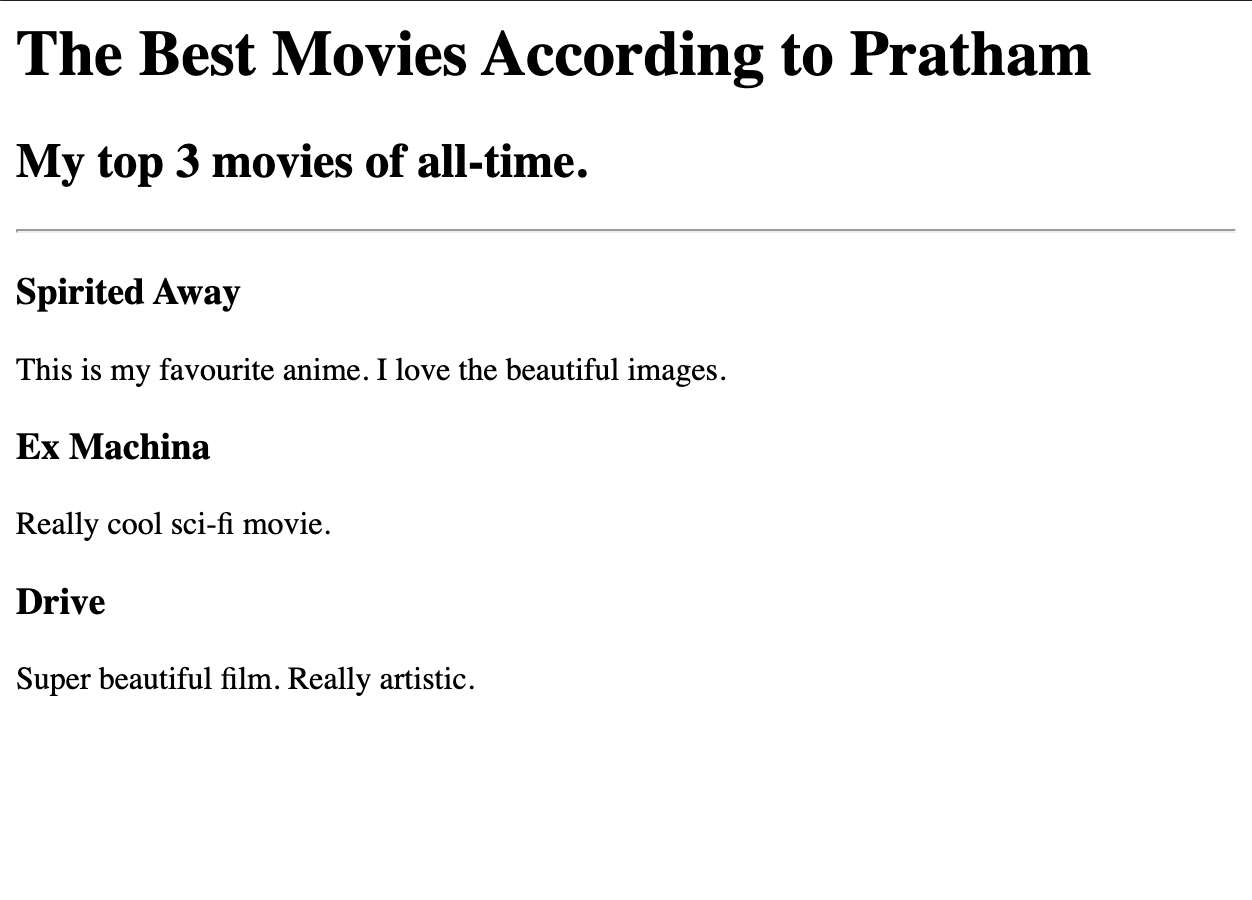 The Best Movies According to Pratham
My top 3 movies of all-time.
Spirited Away
This is my favourite anime. I love the beautiful images.
Ex Machina
Really cool sci-fi movie.
Drive
Super beautiful film. Really artistic.